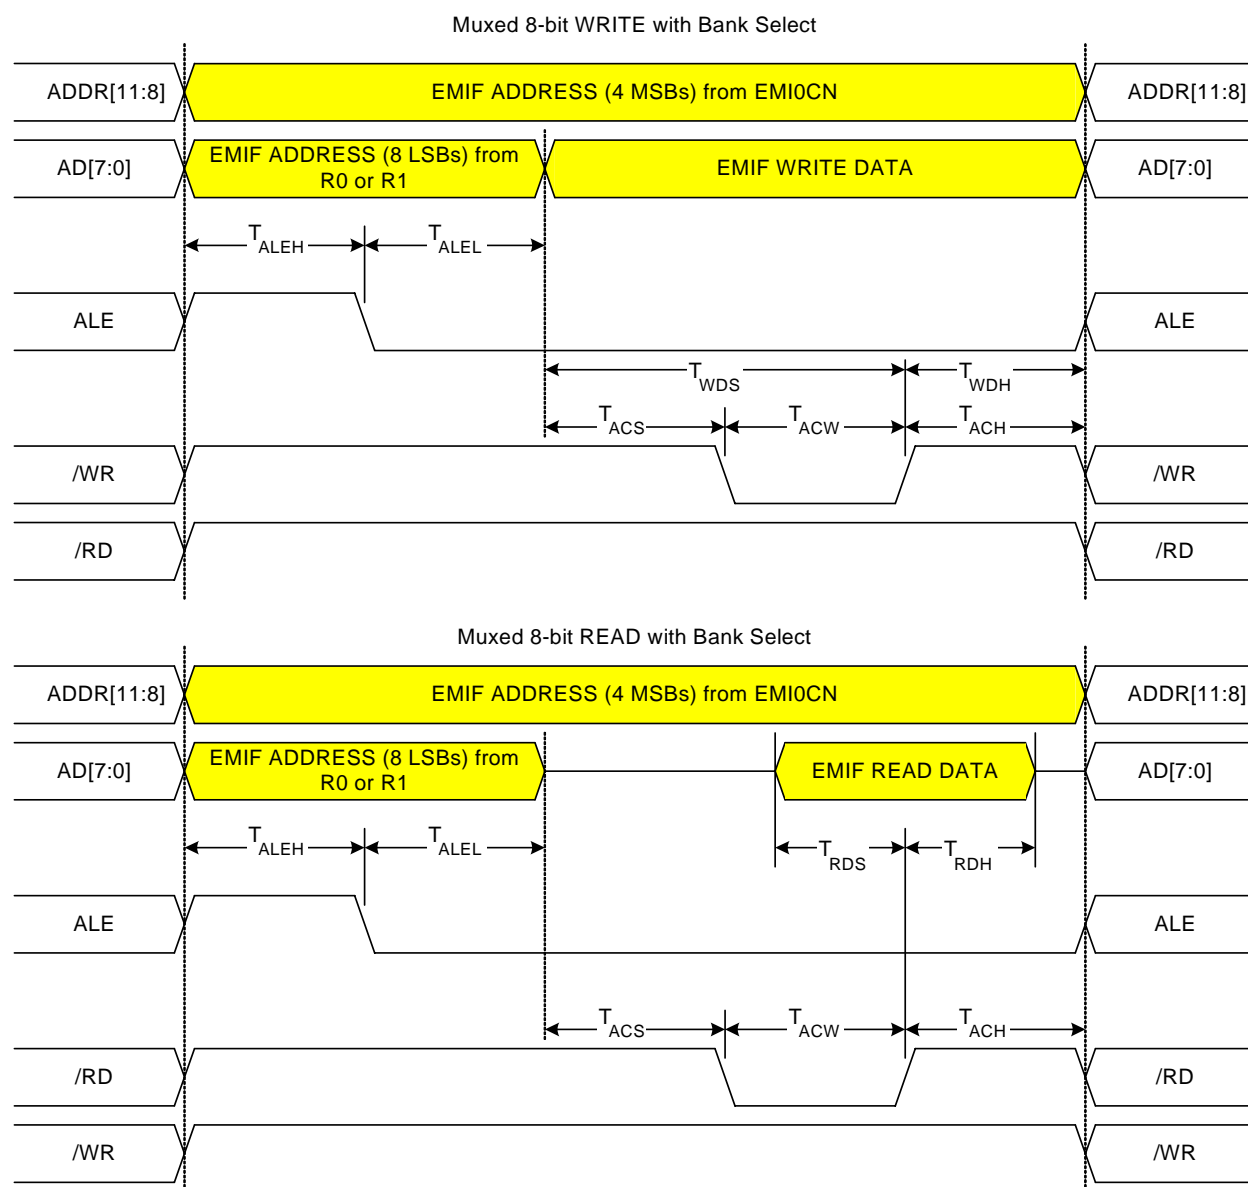 Muxed 8-bit WRITE with Bank Select
ADDR[11:8] EMIF ADDRESS (4 MSBs) from EMI0CN ADDR[11:8]
AD[7:0] EMIF ADDRESS (8 LSBs) from EMIF WRITE DATA AD[7:0]
R0 or R1
TALEH TALEL
ALE ALE
TWDS TWDH
TACS TACW TACH
/WR /WR
/RD /RD
Muxed 8-bit READ with Bank Select
ADDR[11:8] EMIF ADDRESS (4 MSBs) from EMI0CN ADDR[11:8]
AD[7:0] EMIF ADDRESS (8 LSBs) from EMIF READ DATA AD[7:0]
R0 or R1
TALEH TALEL TRDS TRDH
ALE ALE
TACS TACW TACH
/RD /RD
/WR /WR